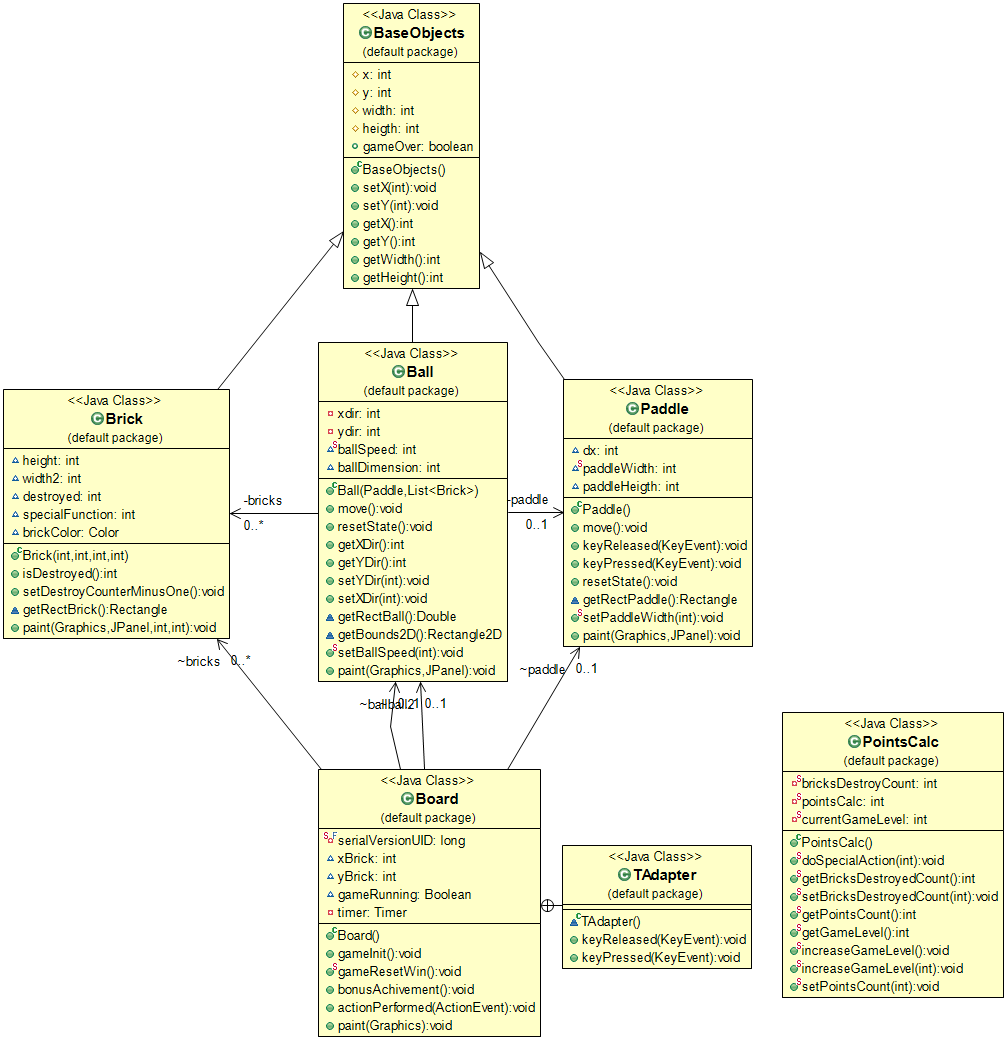 <<Java Class>>
BaseObjects
(default package)
x: int
y: int
width: int
heigth: int
gameOver: boolean
BaseObjects()
setX(int):void
setY(int):void
getX():int
getY():int
getWidth():int
getHeight():int
<<Java Class>>
Brick
(default package)
height: int
width2: int
destroyed: int
specialFunction: int
brickColor: Color
Brick(int,int,int,int)
isDestroyed():int
setDestroyCounterMinusOne():void
getRectBrick():Rectangle
paint(Graphics,JPanel,int,int):void
-bricks
0..*
<<Java Class>>
Ball
(default package)
xdir: int
ydir: int
ballSpeed: int
ballDimension: int
Ball(Paddle,List<Brick>)
move():void
resetState():void
getXDir():int
getYDir():int
setYDir(int):void
setXDir(int):void
getRectBall():Double
getBounds2D():Rectangle2D
setBallSpeed(int):void
paint(Graphics,JPanel):void
-paddle
0..1
<<Java Class>>
Paddle
(default package)
dx: int
paddleWidth: int
paddleHeigth: int
Paddle()
move():void
keyReleased(KeyEvent):void
keyPressed(KeyEvent):void
resetState():void
getRectPaddle():Rectangle
setPaddleWidth(int):void
paint(Graphics,JPanel):void
~bricks 0..*
~ball 0..1
~ball2 0..1
~paddle 0..1
<<Java Class>>
Board
(default package)
serialVersionUID: long
xBrick: int
yBrick: int
gameRunning: Boolean
timer: Timer
Board()
gameInit():void
gameResetWin():void
bonusAchivement():void
actionPerformed(ActionEvent):void
paint(Graphics):void
<<Java Class>>
TAdapter
(default package)
TAdapter()
keyReleased(KeyEvent):void
keyPressed(KeyEvent):void
<<Java Class>>
PointsCalc
(default package)
bricksDestroyCount: int
pointsCalc: int
currentGameLevel: int
PointsCalc()
doSpecialAction(int):void
getBricksDestroyedCount():int
setBricksDestroyedCount(int):void
getPointsCount():int
getGameLevel():int
increaseGameLevel():void
increaseGameLevel(int):void
setPointsCount(int):void